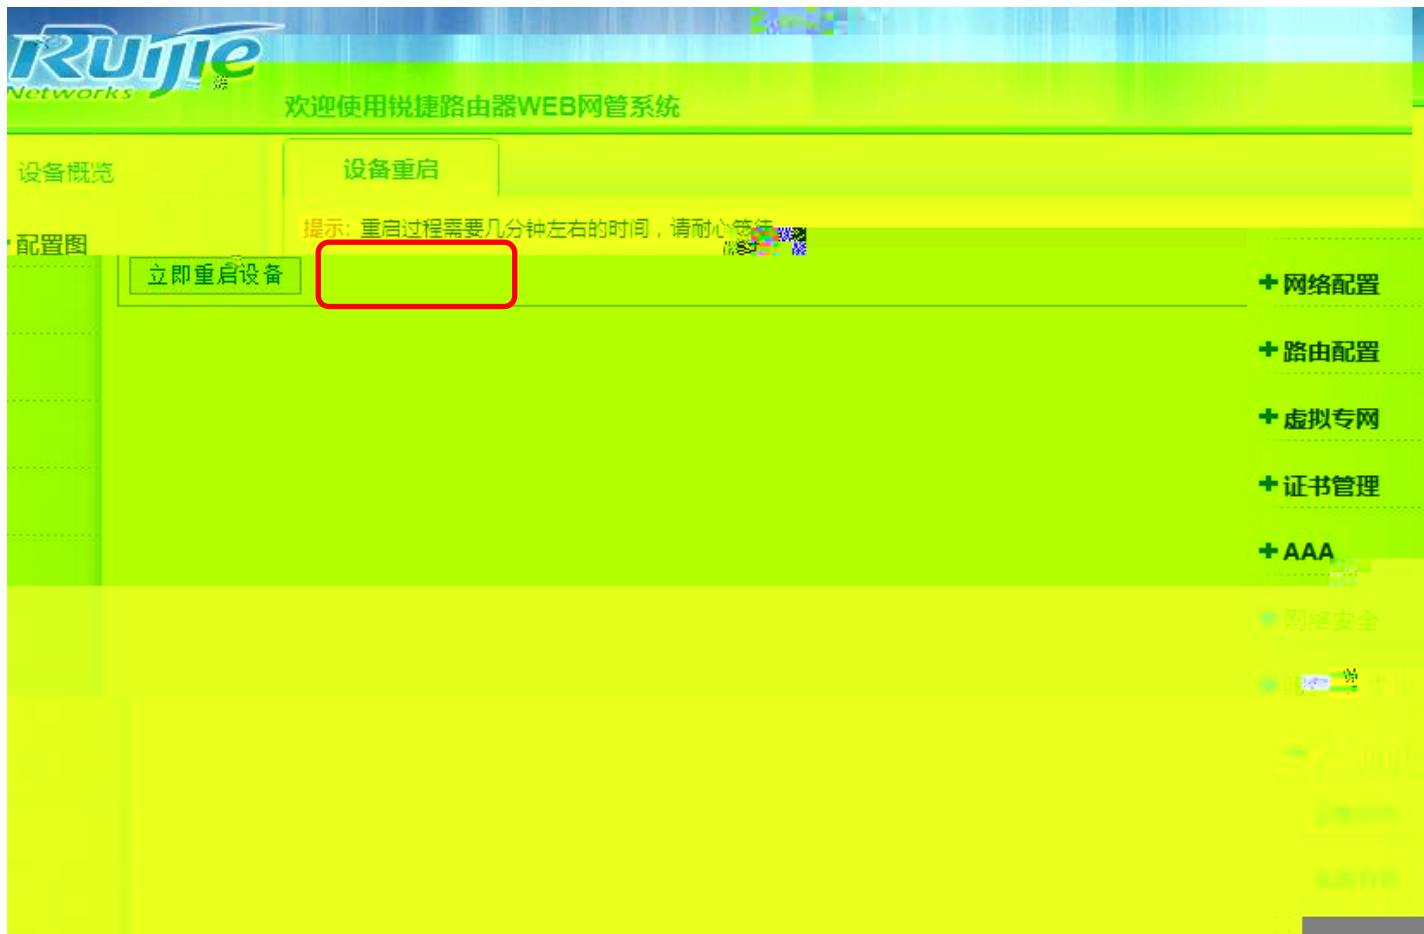 Ruijie
Networks
欢迎使用锐捷路由器WEB网管系统
设备概览
设备重启
提示: 重启过程需要几分钟左右的时间，请耐心等待
配置图
立即重启设备
网络配置
路由配置
虚拟专网
证书管理
AAA
网络安全